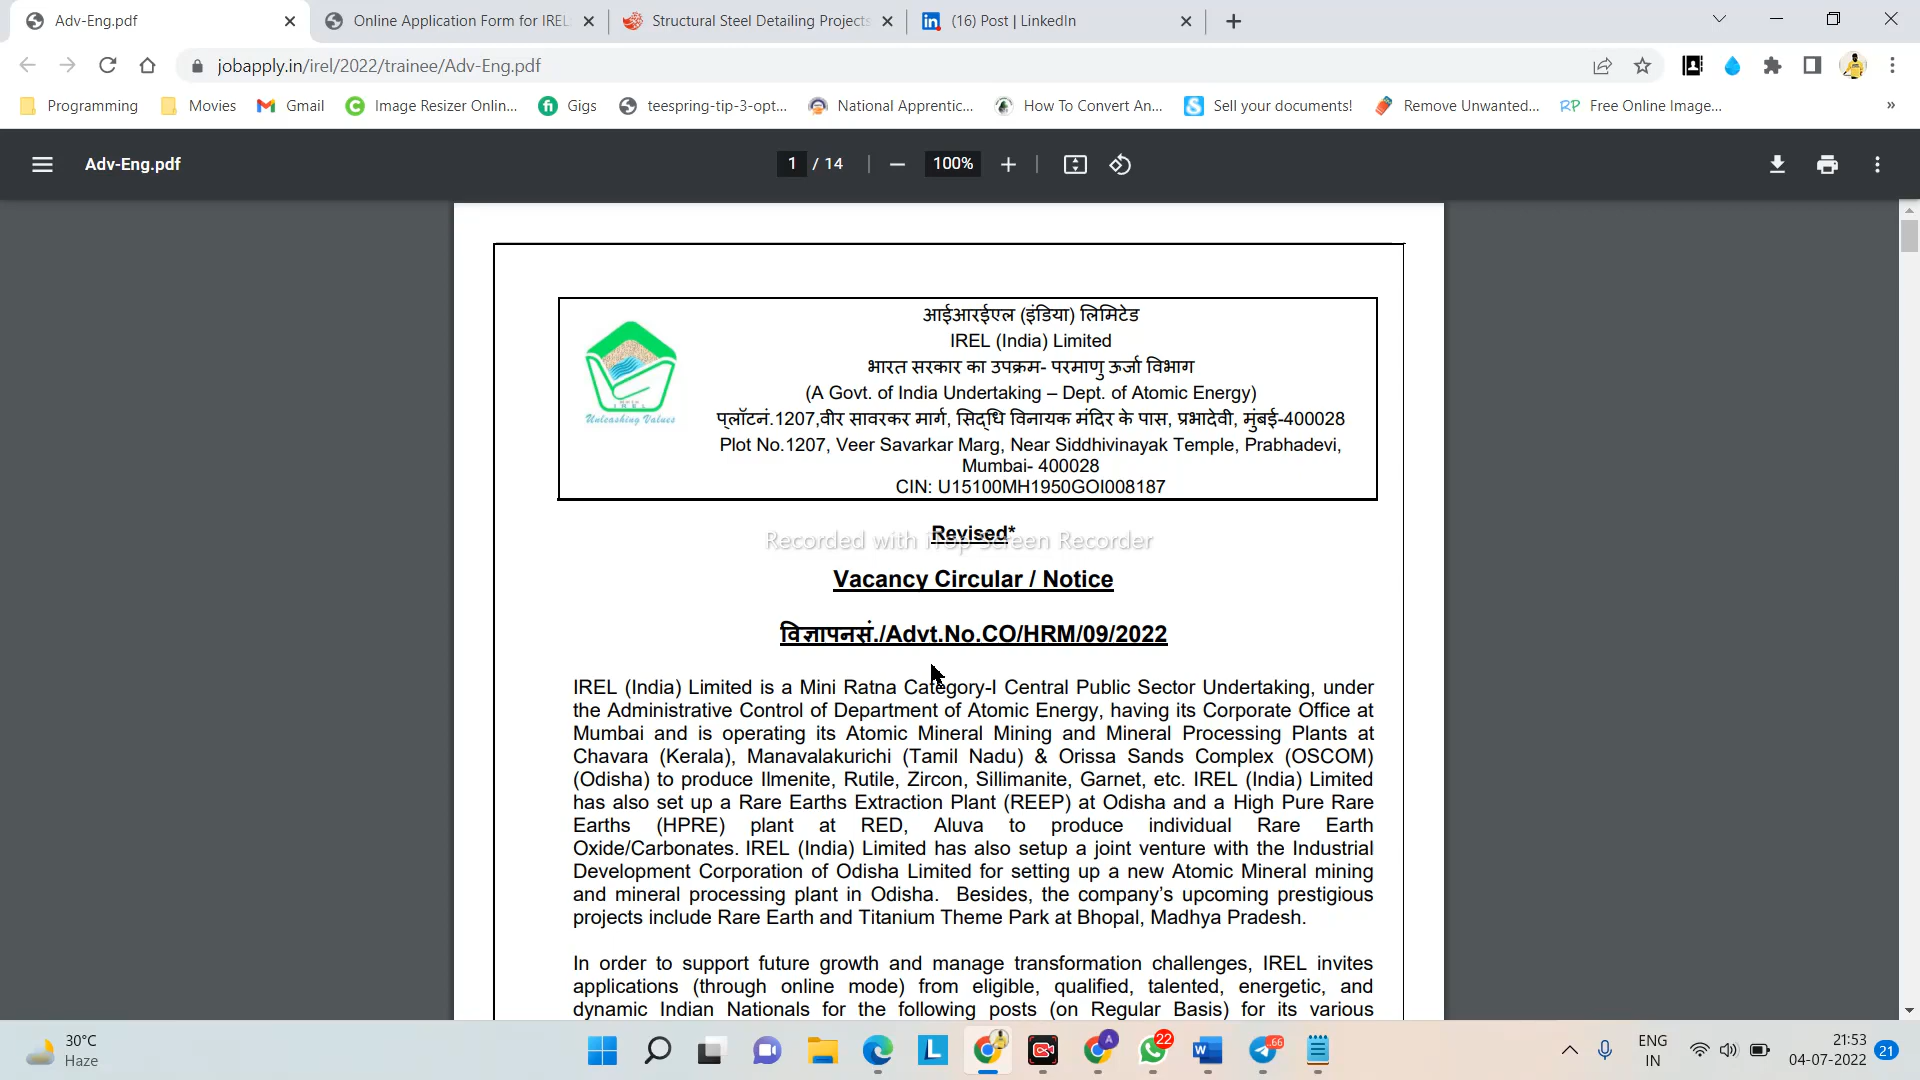 Adv-Eng.pdf
Online Application Form for IREL
Structural Steel Detailing Projects
(16) Post | LinkedIn
jobapply.in/irel/2022/trainee/Adv-Eng.pdf
Programming
Movies
Gmail
Image Resizer Onlin...
Gigs
teespring-tip-3-opt...
National Apprentic...
How To Convert An...
Sell your documents!
Remove Unwanted...
RP Free Online Image...
»
Adv-Eng.pdf
1 / 14
100%
आईआरईएल (इंडिया) लिमिटेड
IREL (India) Limited
भारत सरकार का उपक्रम- परमाणु ऊर्जा विभाग
(A Govt. of India Undertaking – Dept. of Atomic Energy)
प्लॉटनं.1207,वीर सावरकर मार्ग, सिद्धि विनायक मंदिर के पास, प्रभादेवी, मुंबई-400028
Plot No.1207, Veer Savarkar Marg, Near Siddhivinayak Temple, Prabhadevi,
Mumbai- 400028
CIN: U15100MH1950GOI008187
Unleashing Values
Revised*
Recorded with iTop Screen Recorder
Vacancy Circular / Notice
विज्ञापनसं./Advt.No.CO/HRM/09/2022
IREL (India) Limited is a Mini Ratna Category-I Central Public Sector Undertaking, under
the Administrative Control of Department of Atomic Energy, having its Corporate Office at
Mumbai and is operating its Atomic Mineral Mining and Mineral Processing Plants at
Chavara (Kerala), Manavalakurichi (Tamil Nadu) & Orissa Sands Complex (OSCOM)
(Odisha) to produce Ilmenite, Rutile, Zircon, Sillimanite, Garnet, etc. IREL (India) Limited
has also set up a Rare Earths Extraction Plant (REEP) at Odisha and a High Pure Rare
Earths (HPRE) plant at RED, Aluva to produce individual Rare Earth
Oxide/Carbonates. IREL (India) Limited has also setup a joint venture with the Industrial
Development Corporation of Odisha Limited for setting up a new Atomic Mineral mining
and mineral processing plant in Odisha. Besides, the company's upcoming prestigious
projects include Rare Earth and Titanium Theme Park at Bhopal, Madhya Pradesh.
In order to support future growth and manage transformation challenges, IREL invites
applications (through online mode) from eligible, qualified, talented, energetic, and
dynamic Indian Nationals for the following posts (on Regular Basis) for its various
30°C
Haze
L
A
22
W
.66
ENG
IN
21:53
04-07-2022
21